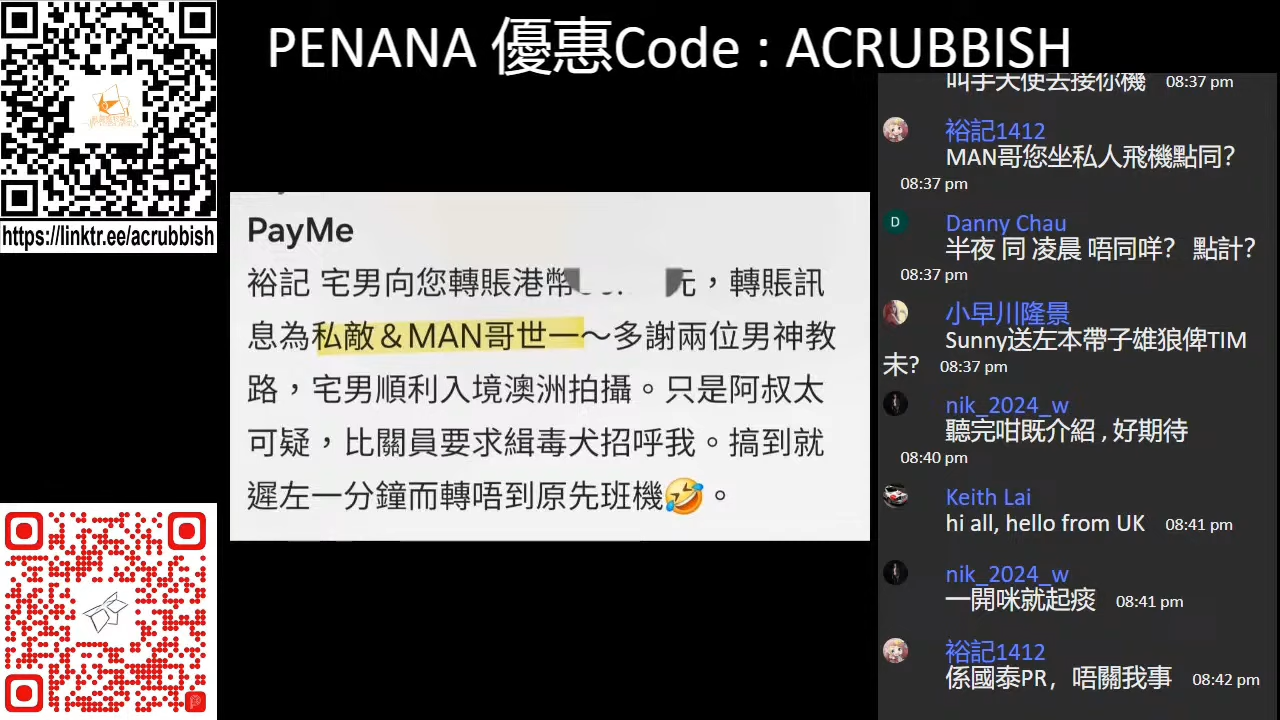 PENANA 優惠Code : ACRUBBISH
https://linktr.ee/acrubbish
PayMe
裕記 宅男向您轉賬港幣 元，轉賬訊
息為私敵＆MAN哥世一～多謝兩位男神教
路，宅男順利入境澳洲拍攝。只是阿叔太
可疑，比關員要求緝毒犬招呼我。搞到就
遲左一分鐘而轉唔到原先班機🤣。
叫手天使去接你機 08:37 pm
裕記1412
MAN哥您坐私人飛機點同？
08:37 pm
Danny Chau
半夜 同 凌晨 唔同咩？ 點計？
08:37 pm
小早川隆景
Sunny送左本帶子雄狼俾TIM
未？ 08:37 pm
nik_2024_w
聽完咁既介紹 , 好期待
08:40 pm
Keith Lai
hi all, hello from UK 08:41 pm
nik_2024_w
一開咪就起痰 08:41 pm
裕記1412
係國泰PR，唔關我事 08:42 pm